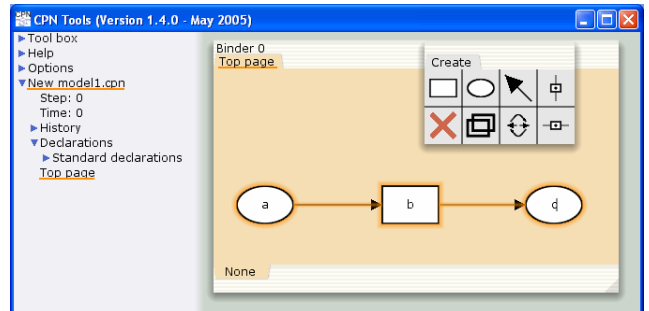 CPN Tools (Version 1.4.0 - May 2005)
Tool box
Help
Options
New model1.cpn
Step: 0
Time: 0
History
Declarations
Standard declarations
Top page
Binder 0
Top page
Create
a
b
d
None